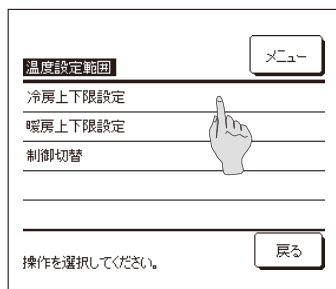 温度設定範囲
メニュー
冷房上下限設定
暖房上下限設定
制御切替
操作を選択してください。
戻る